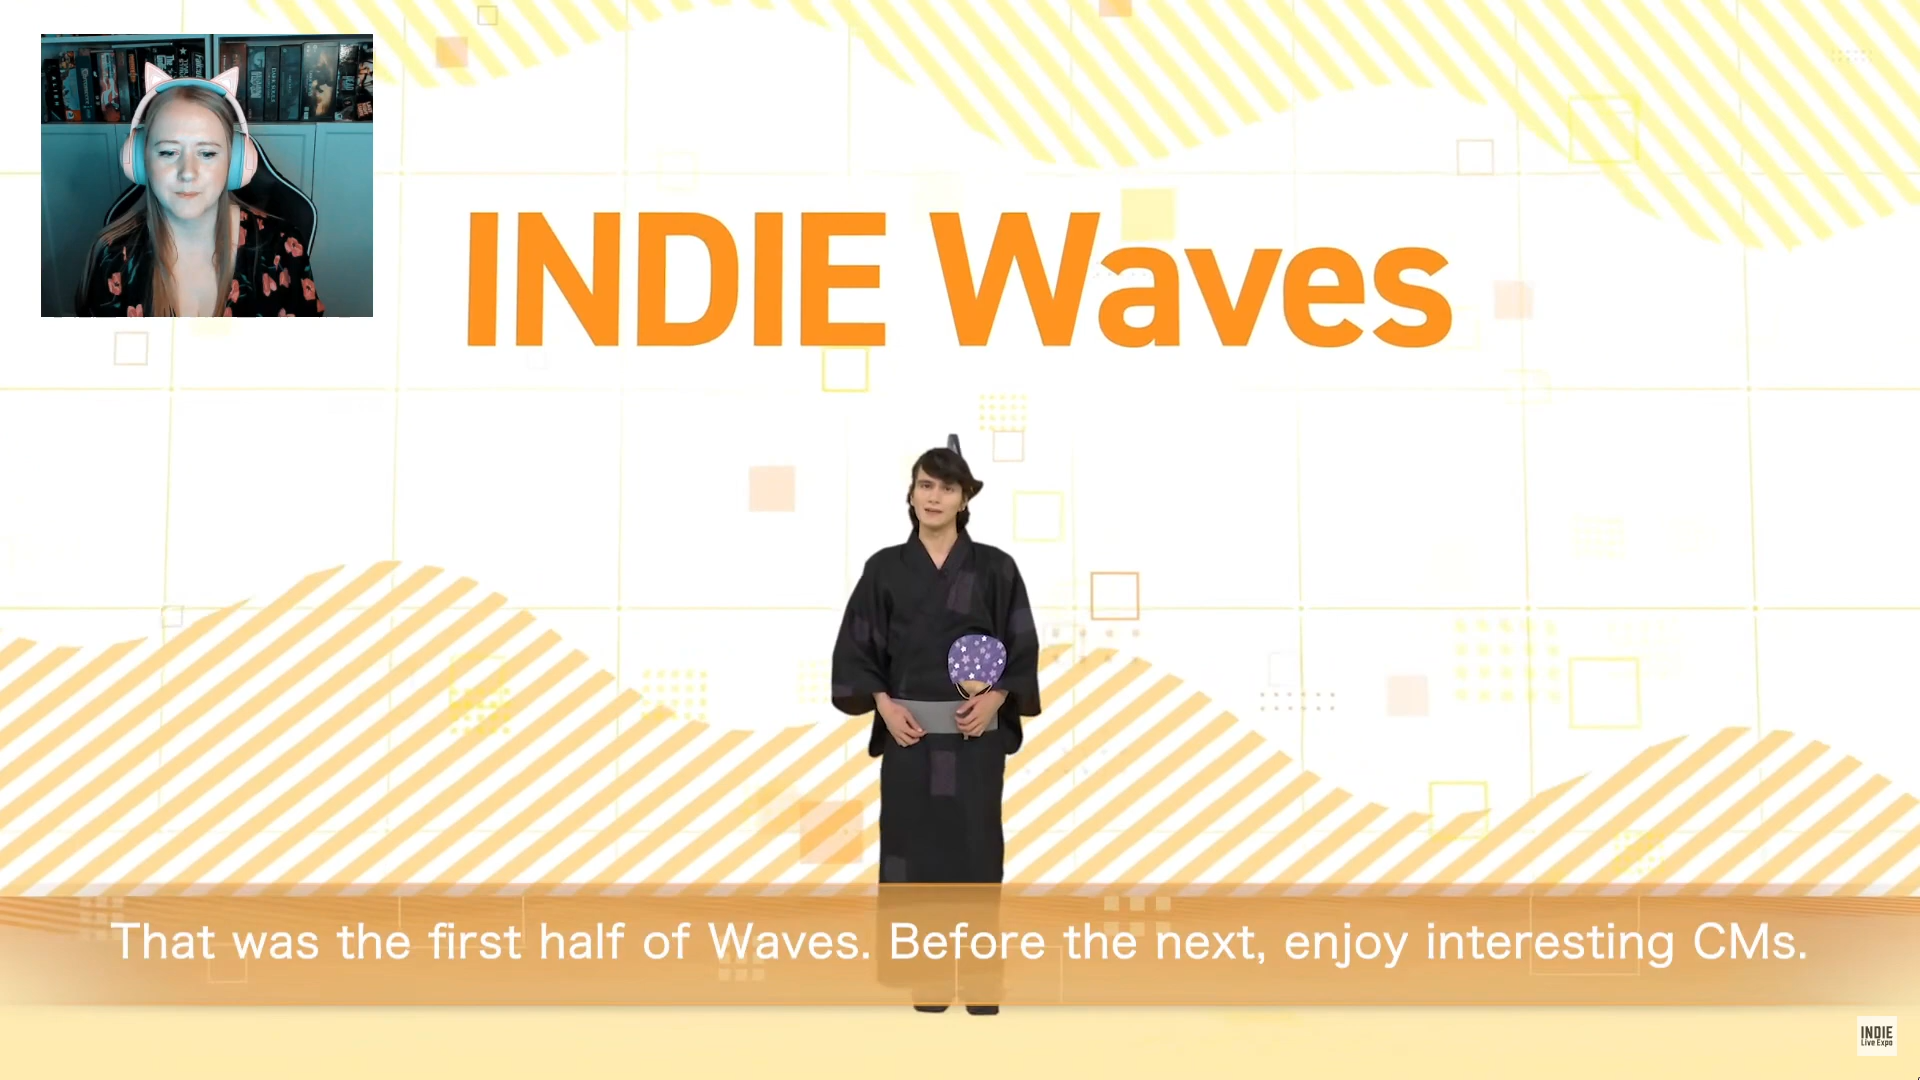 INDIE Waves
That was the first half of Waves. Before the next, enjoy interesting CMs.
INDIE
Live Expo